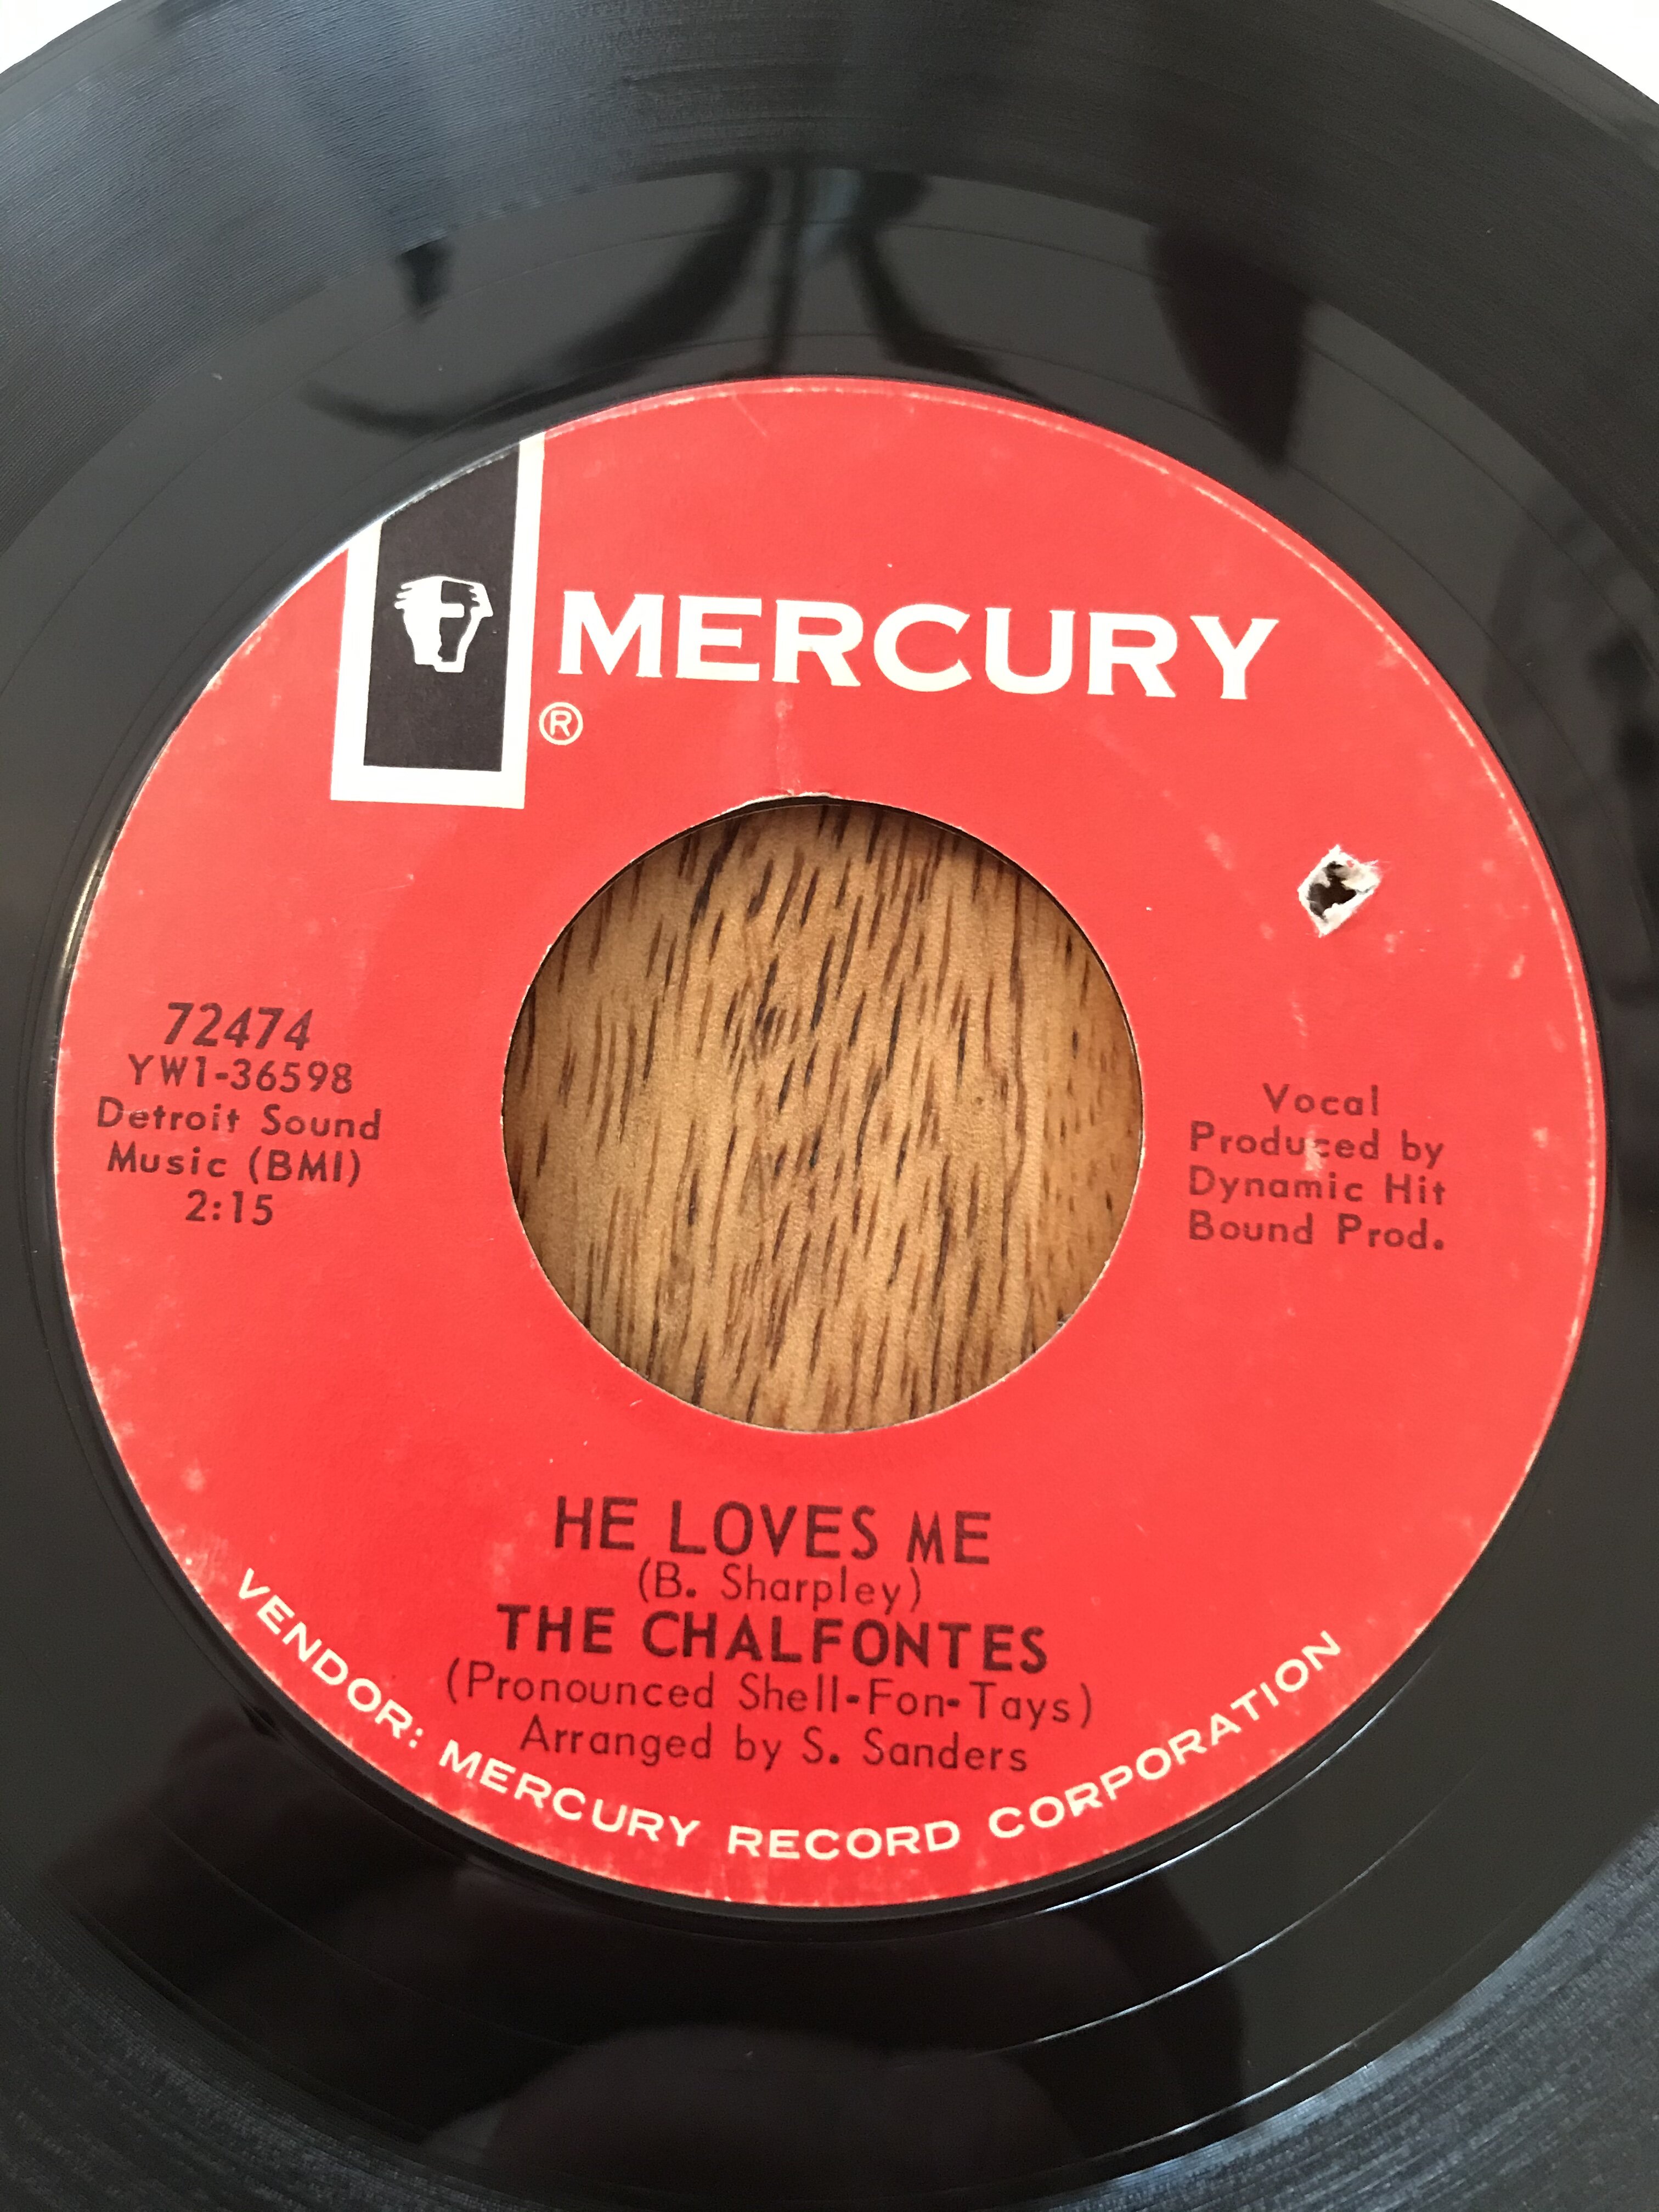 MERCURY
®
72474
YW1-36598
Detroit Sound
Music (BMI)
2:15
Vocal
Produced by
Dynamic Hit
Bound Prod.
HE LOVES ME
(B. Sharpley)
THE CHALFONTES
(Pronounced Shell-Fon-Tays)
Arranged by S. Sanders
VENDOR: MERCURY RECORD CORPORATION